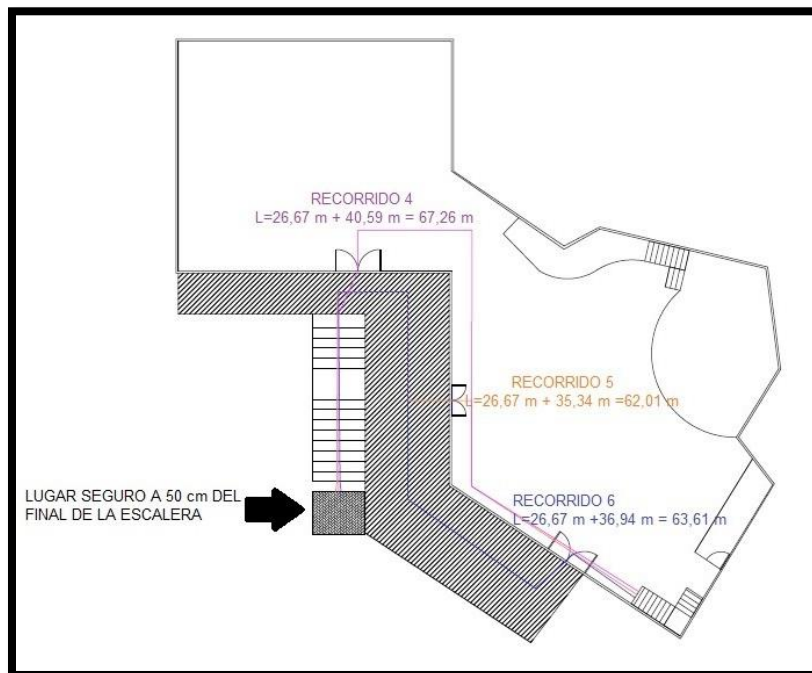 RECORRIDO 4
L=26,67 m + 40,59 m = 67,26 m
RECORRIDO 5
L=26,67 m + 35,34 m =62,01 m
RECORRIDO 6
L=26,67 m +36,94 m = 63,61 m
LUGAR SEGURO A 50 cm DEL
FINAL DE LA ESCALERA